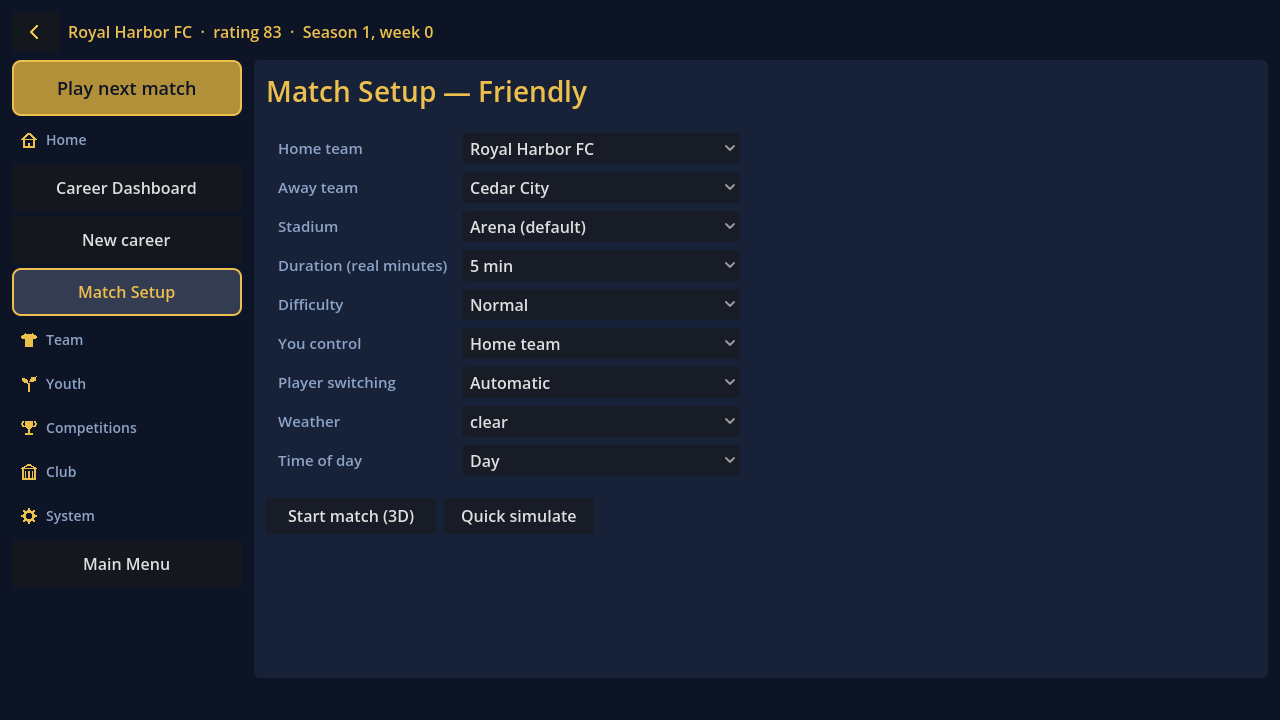 Royal Harbor FC · rating 83 · Season 1, week 0
Play next match
Home
Career Dashboard
New career
Match Setup
Team
Youth
Competitions
Club
System
Main Menu
Match Setup — Friendly
Home team Royal Harbor FC
Away team Cedar City
Stadium Arena (default)
Duration (real minutes) 5 min
Difficulty Normal
You control Home team
Player switching Automatic
Weather clear
Time of day Day
Start match (3D) Quick simulate